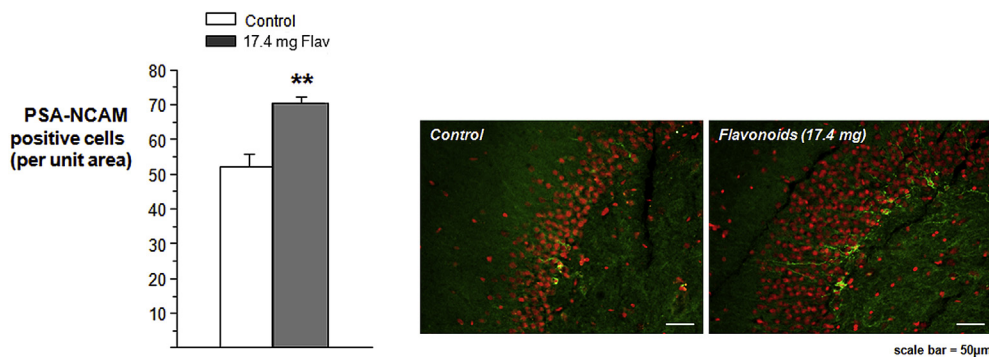 Control
17.4 mg Flav
**
PSA-NCAM
positive cells
(per unit area)
80
70
60
50
40
30
20
10
Control
Flavonoids (17.4 mg)
scale bar = 50µm